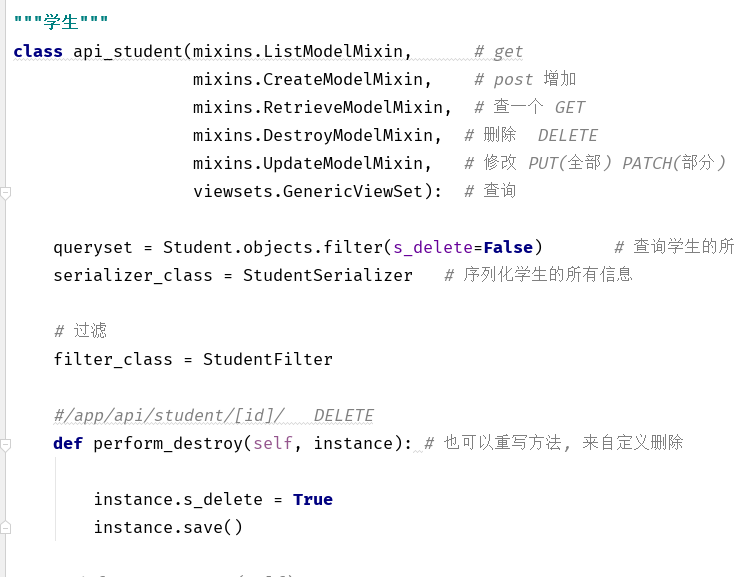 """学生"""
class api_student(mixins.ListModelMixin,      # get
                  mixins.CreateModelMixin,    # post 增加
                  mixins.RetrieveModelMixin,  # 查一个 GET
                  mixins.DestroyModelMixin,  # 删除  DELETE
                  mixins.UpdateModelMixin,   # 修改 PUT(全部) PATCH(部分)
                  viewsets.GenericViewSet):  # 查询
    queryset = Student.objects.filter(s_delete=False)       # 查询学生的所
    serializer_class = StudentSerializer   # 序列化学生的所有信息
    # 过滤
    filter_class = StudentFilter
    #/app/api/student/[id]/   DELETE
    def perform_destroy(self, instance): # 也可以重写方法, 来自定义删除
        instance.s_delete = True
        instance.save()